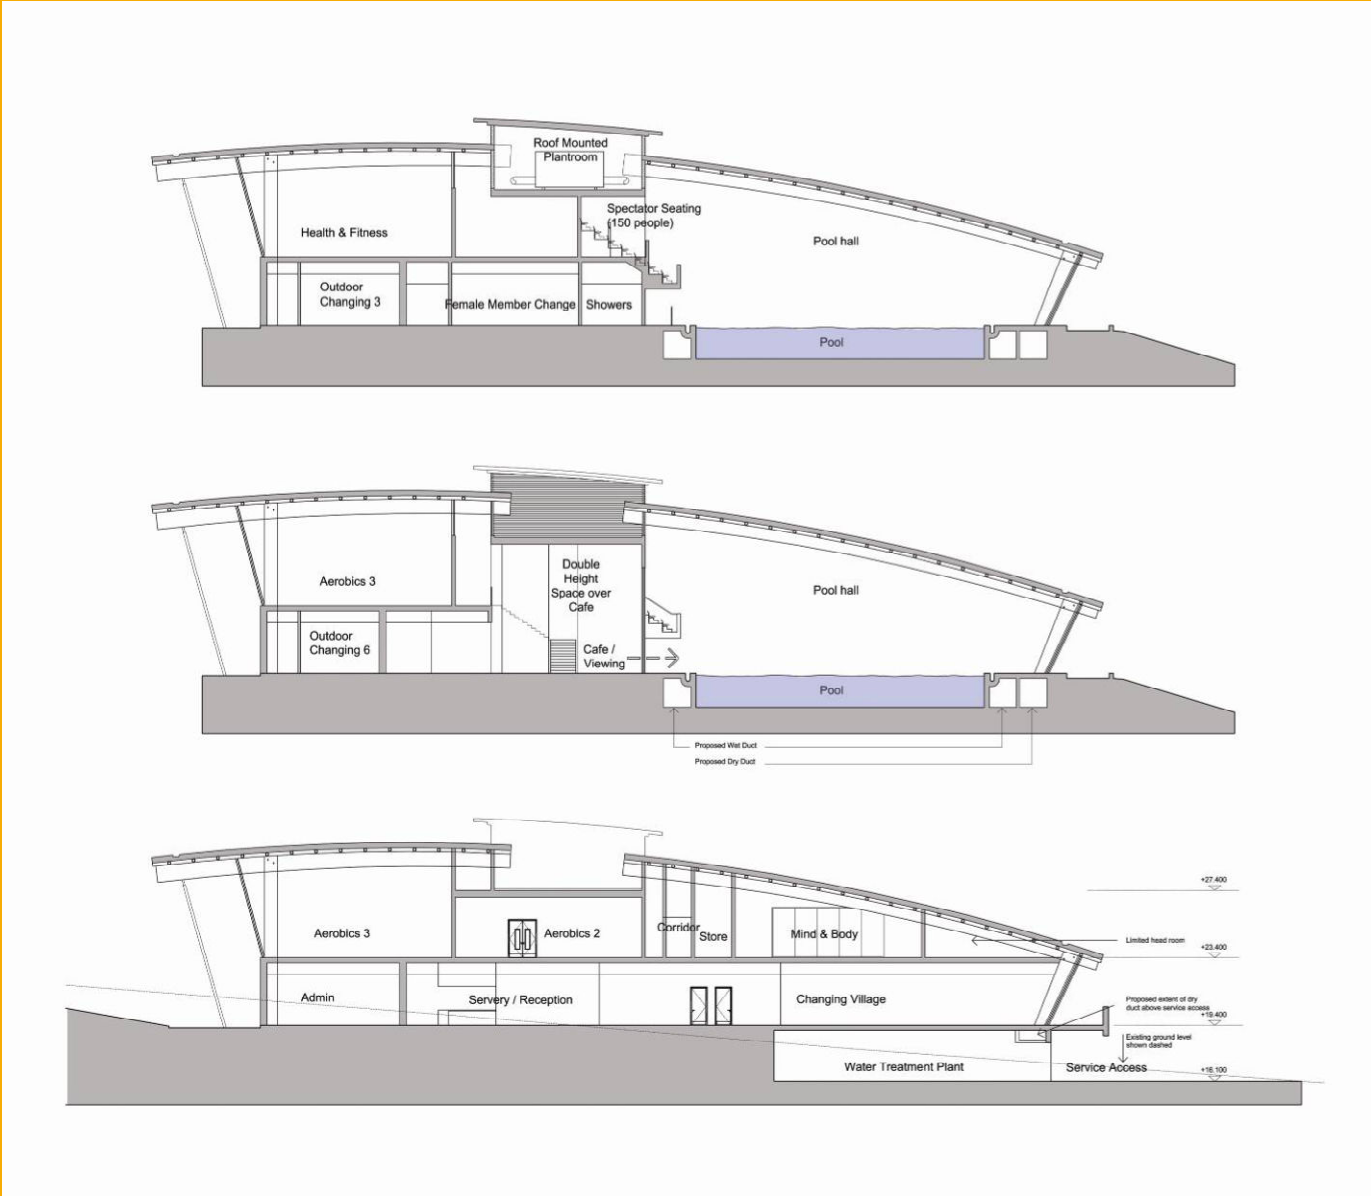 Roof Mounted
Plantroom
Spectator Seating
(150 people)
Health & Fitness
Pool hall
Outdoor
Changing 3
Female Member Change
Showers
Pool
Double
Height
Space over
Cafe
Aerobics 3
Pool hall
Outdoor
Changing 6
Cafe /
Viewing
Pool
Proposed Wet Duct
Proposed Dry Duct
+27.400
Aerobics 3
Aerobics 2
Corridor
Store
Mind & Body
Limited head room
+23.400
Admin
Servery / Reception
Changing Village
Proposed extent of dry
duct above service access
+19.400
Existing ground level
shown dashed
Water Treatment Plant
Service Access
+16.100